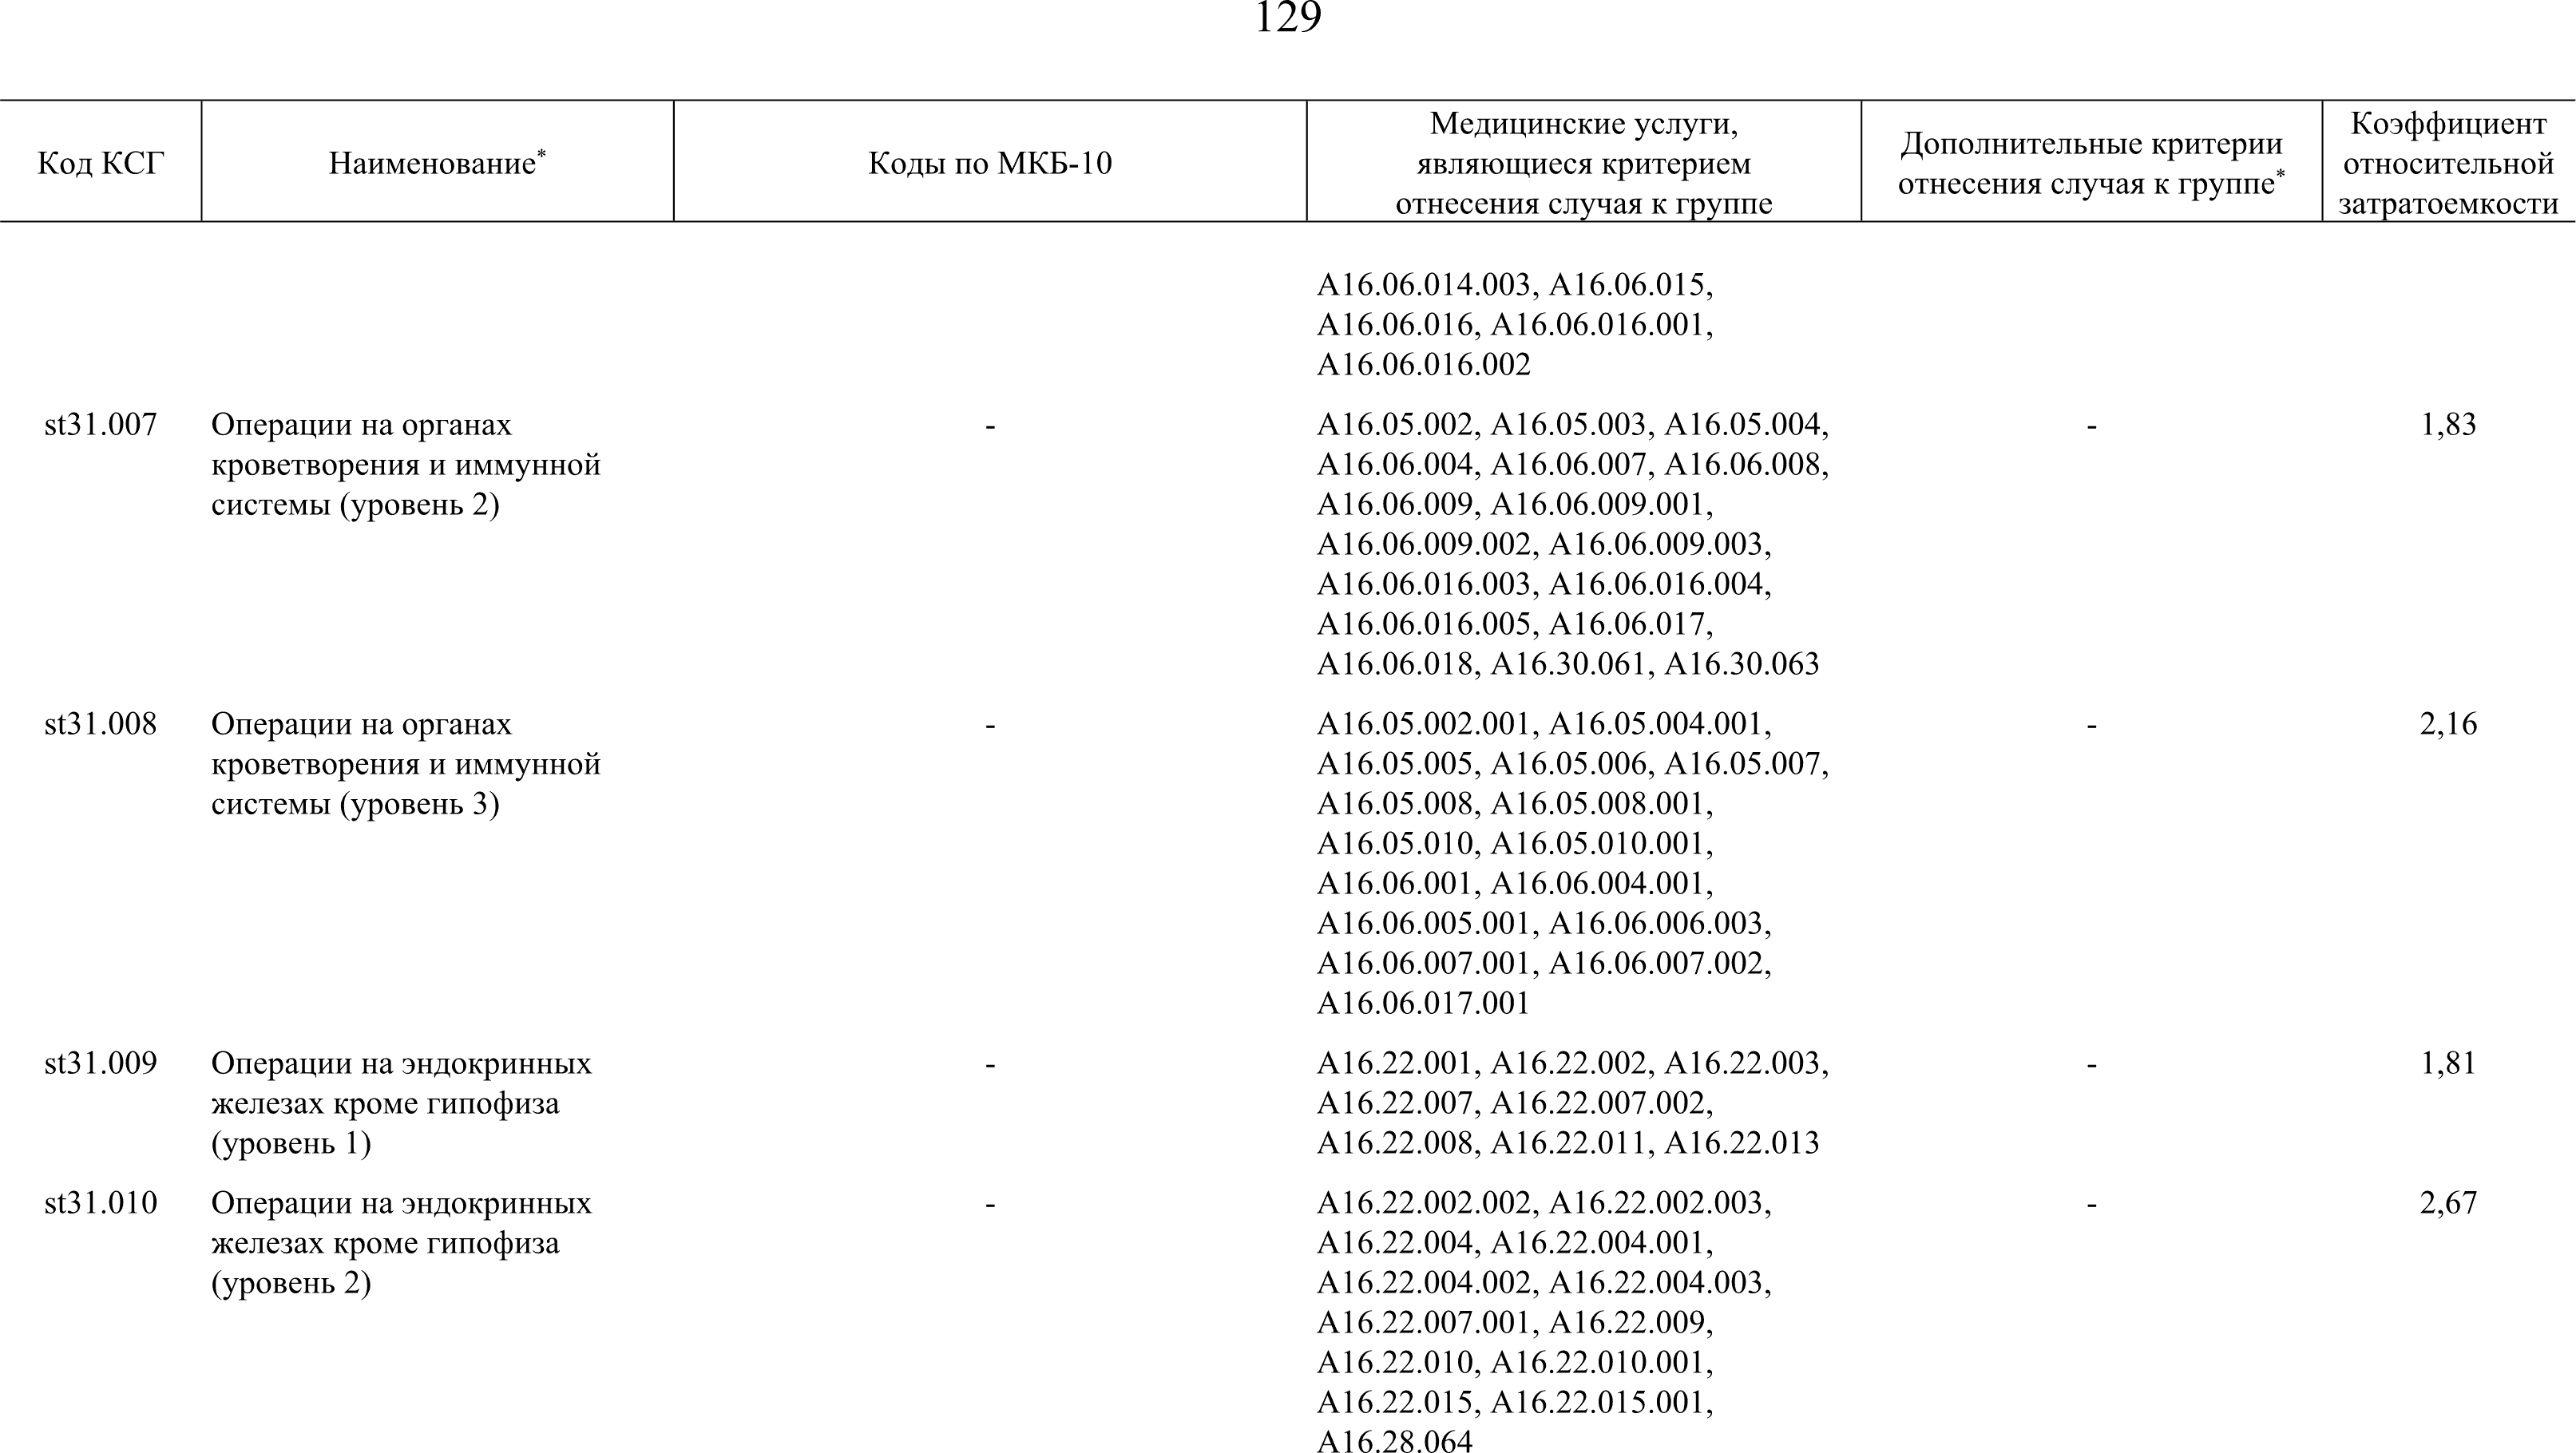 129
Код КСГ
Наименование*
Коды по МКБ-10
Медицинские услуги,
являющиеся критерием
отнесения случая к группе
Дополнительные критерии
отнесения случая к группе*
Коэффициент
относительной
затратоемкости
A16.06.014.003, A16.06.015,
A16.06.016, A16.06.016.001,
A16.06.016.002
st31.007 Операции на органах - A16.05.002, A16.05.003, A16.05.004, - 1,83
кроветворения и иммунной A16.06.004, A16.06.007, A16.06.008,
системы (уровень 2) A16.06.009, A16.06.009.001,
A16.06.009.002, A16.06.009.003,
A16.06.016.003, A16.06.016.004,
A16.06.016.005, A16.06.017,
A16.06.018, A16.30.061, A16.30.063
st31.008 Операции на органах - A16.05.002.001, A16.05.004.001, - 2,16
кроветворения и иммунной A16.05.005, A16.05.006, A16.05.007,
системы (уровень 3) A16.05.008, A16.05.008.001,
A16.05.010, A16.05.010.001,
A16.06.001, A16.06.004.001,
A16.06.005.001, A16.06.006.003,
A16.06.007.001, A16.06.007.002,
A16.06.017.001
st31.009 Операции на эндокринных - A16.22.001, A16.22.002, A16.22.003, - 1,81
железах кроме гипофиза A16.22.007, A16.22.007.002,
(уровень 1) A16.22.008, A16.22.011, A16.22.013
st31.010 Операции на эндокринных - A16.22.002.002, A16.22.002.003, - 2,67
железах кроме гипофиза A16.22.004, A16.22.004.001,
(уровень 2) A16.22.004.002, A16.22.004.003,
A16.22.007.001, A16.22.009,
A16.22.010, A16.22.010.001,
A16.22.015, A16.22.015.001,
A16.28.064